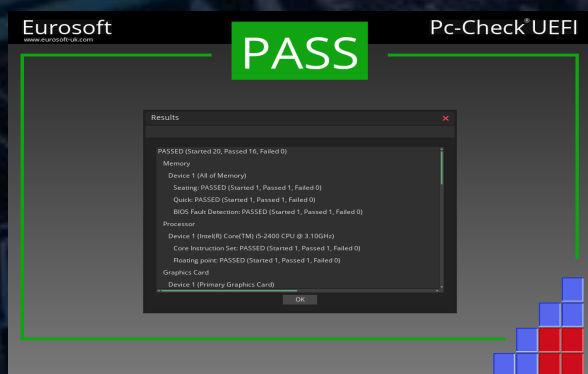 Eurosoft
www.eurosoft-uk.com
Pc-Check®UEFI
PASS
Results
PASSED (Started 20, Passed 16, Failed 0)
Memory
Device 1 (All of Memory)
Seating: PASSED (Started 1, Passed 1, Failed 0)
Quick: PASSED (Started 1, Passed 1, Failed 0)
BIOS Fault Detection: PASSED (Started 1, Passed 1, Failed 0)
Processor
Device 1 (Intel(R) Core(TM) i5-2400 CPU @ 3.10GHz)
Core Instruction Set: PASSED (Started 1, Passed 1, Failed 0)
Floating point: PASSED (Started 1, Passed 1, Failed 0)
Graphics Card
Device 1 (Primary Graphics Card)
OK